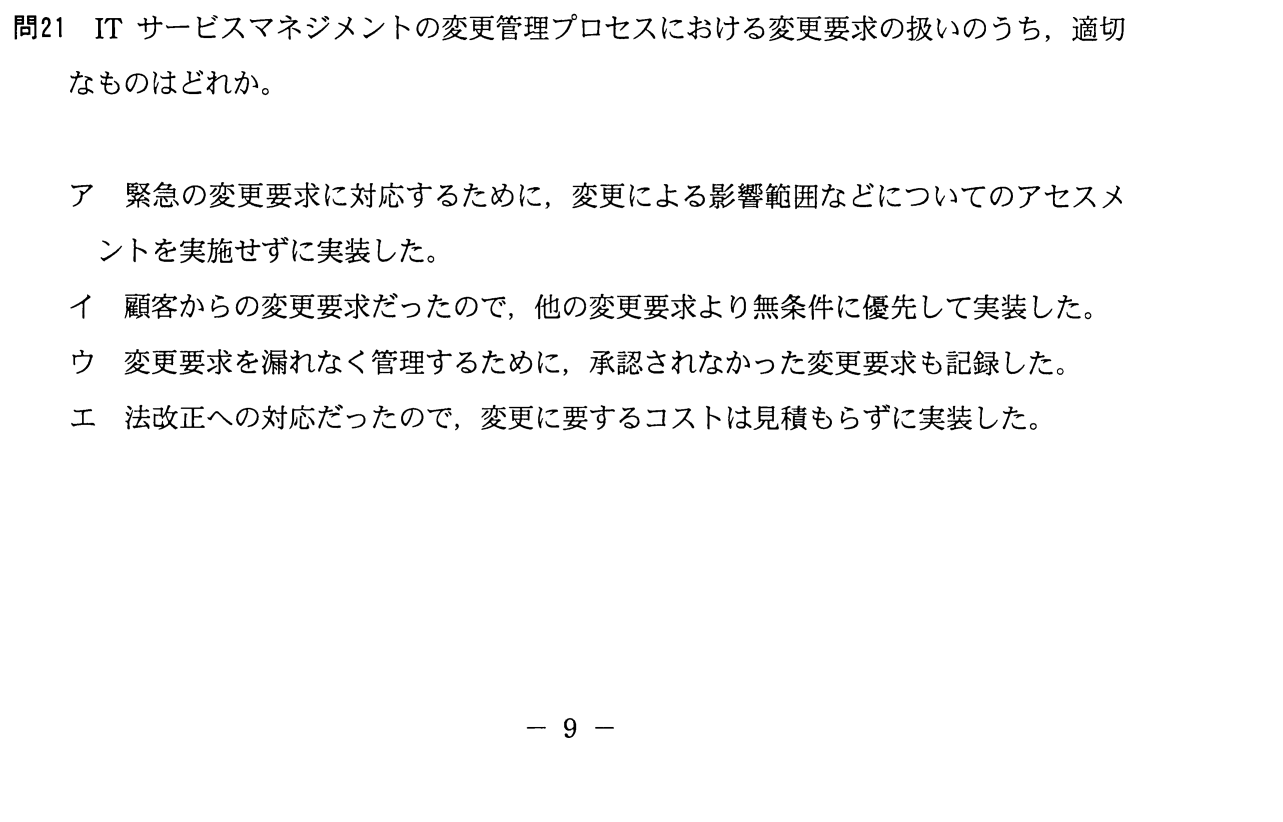 問21 IT サービスマネジメントの変更管理プロセスにおける変更要求の扱いのうち，適切
なものはどれか。
ア 緊急の変更要求に対応するために，変更による影響範囲などについてのアセスメ
ントを実施せずに実装した。
イ 顧客からの変更要求だったので，他の変更要求より無条件に優先して実装した。
ウ 変更要求を漏れなく管理するために，承認されなかった変更要求も記録した。
エ 法改正への対応だったので，変更に要するコストは見積もらずに実装した。
－ 9 －